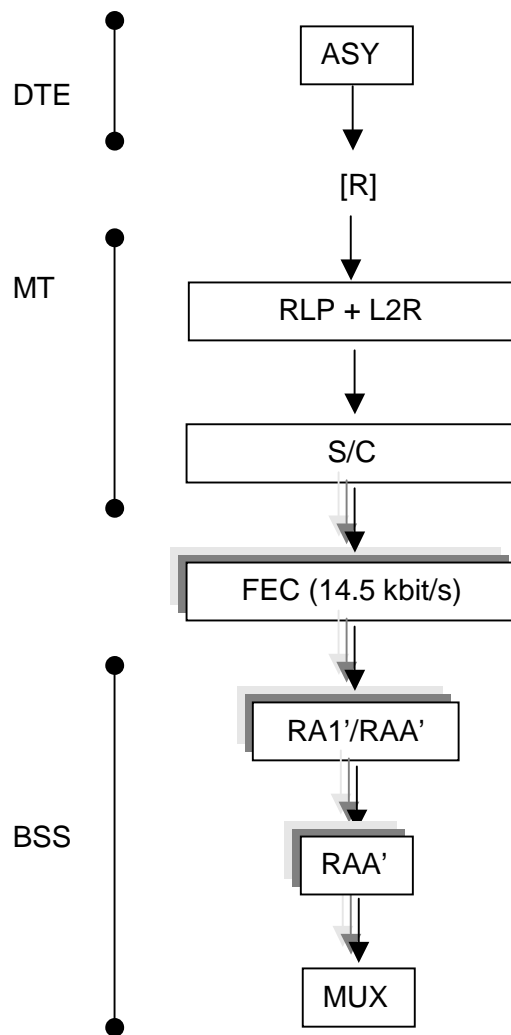 ASY
DTE
[R]
MT
RLP + L2R
S/C
FEC (14.5 kbit/s)
RA1’/RAA’
BSS
RAA’
MUX